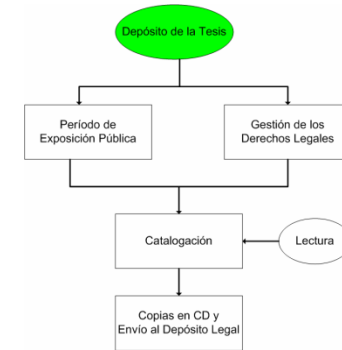 Depósito de la Tesis
Período de
Exposición Pública
Gestión de los
Derechos Legales
Catalogación
Lectura
Copias en CD y
Envío al Depósito Legal